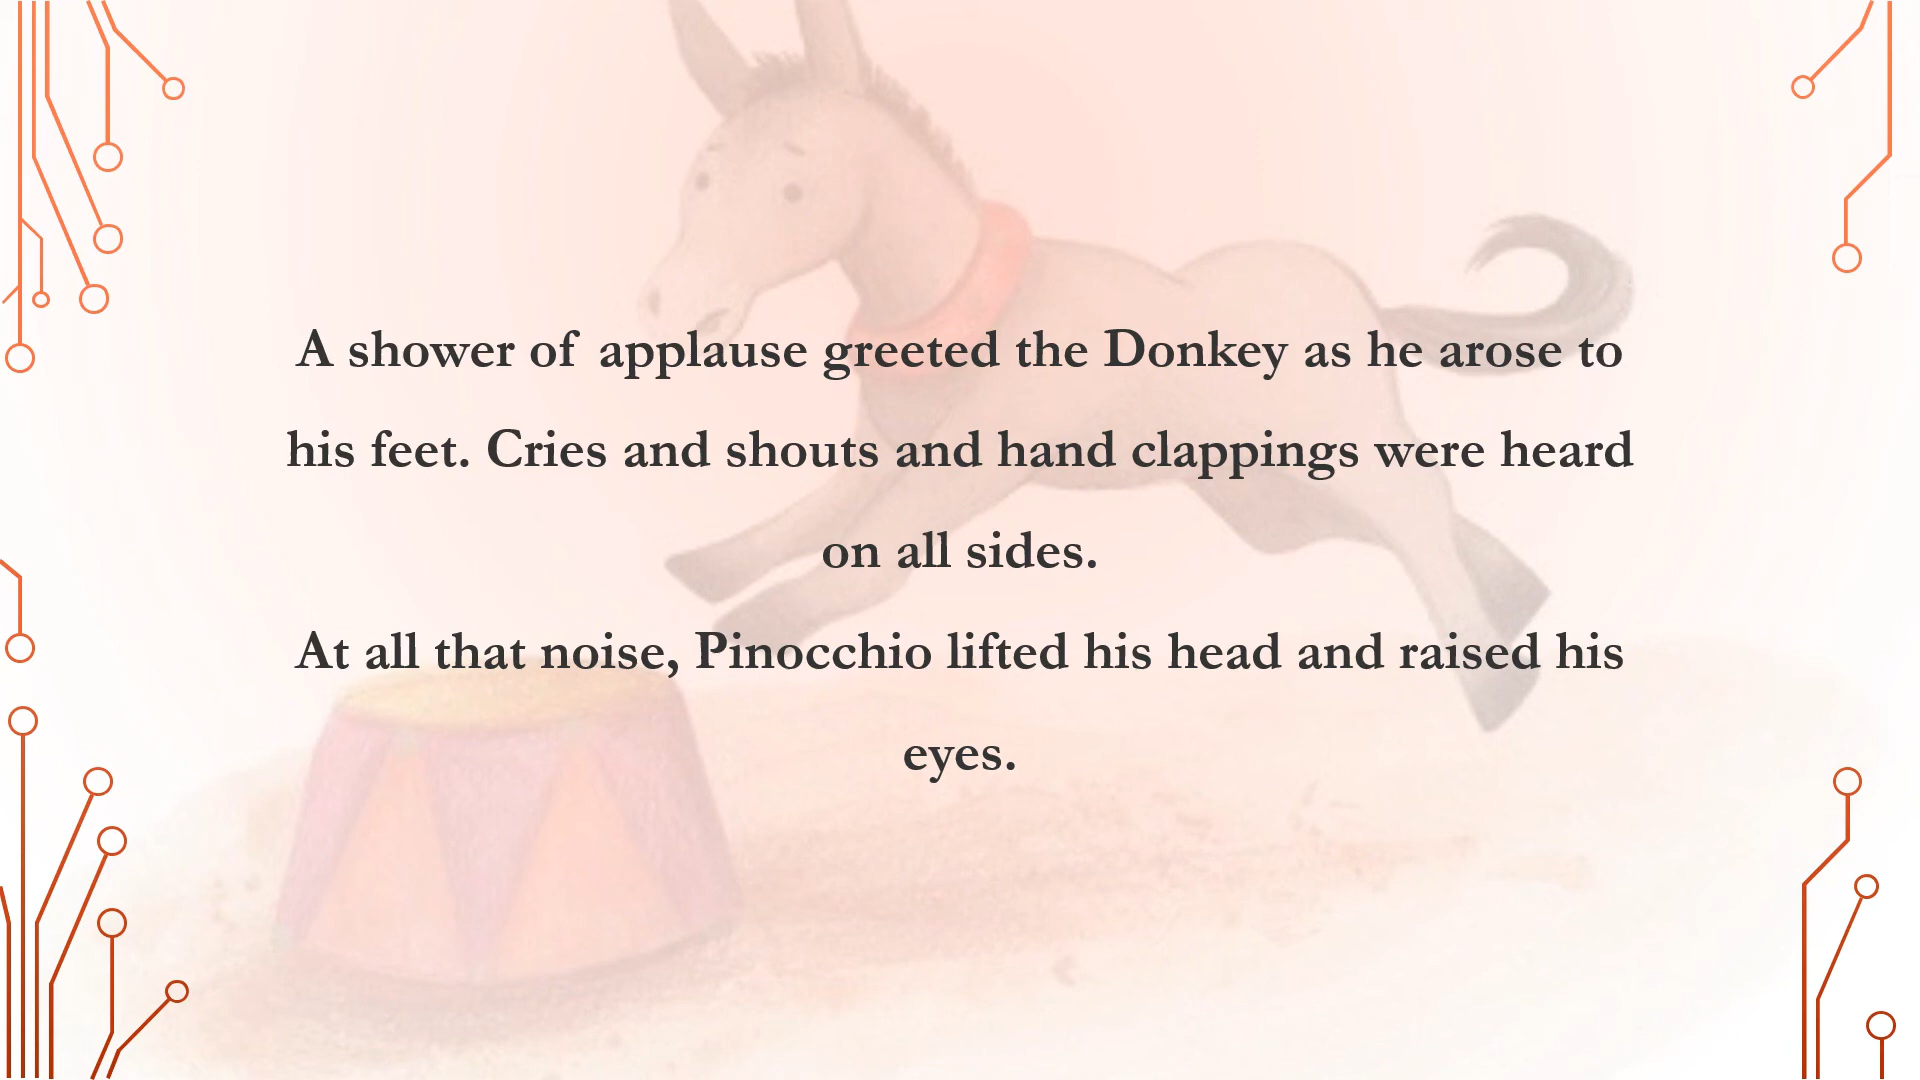 A shower of applause greeted the Donkey as he arose to
his feet. Cries and shouts and hand clappings were heard
on all sides.
At all that noise, Pinocchio lifted his head and raised his
eyes.